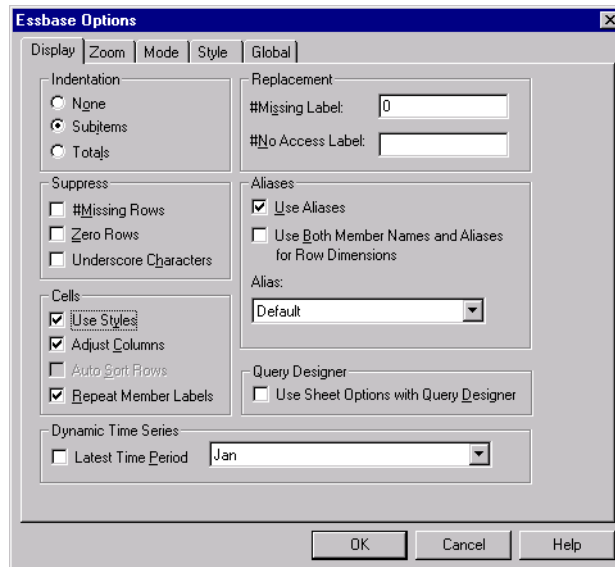 Essbase Options
Display Zoom Mode Style Global
Indentation
None
Subitems
Totals
Suppress
#Missing Rows
Zero Rows
Underscore Characters
Cells
Use Styles
Adjust Columns
Auto Sort Rows
Repeat Member Labels
Replacement
#Missing Label: 0
#No Access Label:
Aliases
Use Aliases
Use Both Member Names and Aliases
for Row Dimensions
Alias:
Default
Query Designer
Use Sheet Options with Query Designer
Dynamic Time Series
Latest Time Period Jan
OK Cancel Help